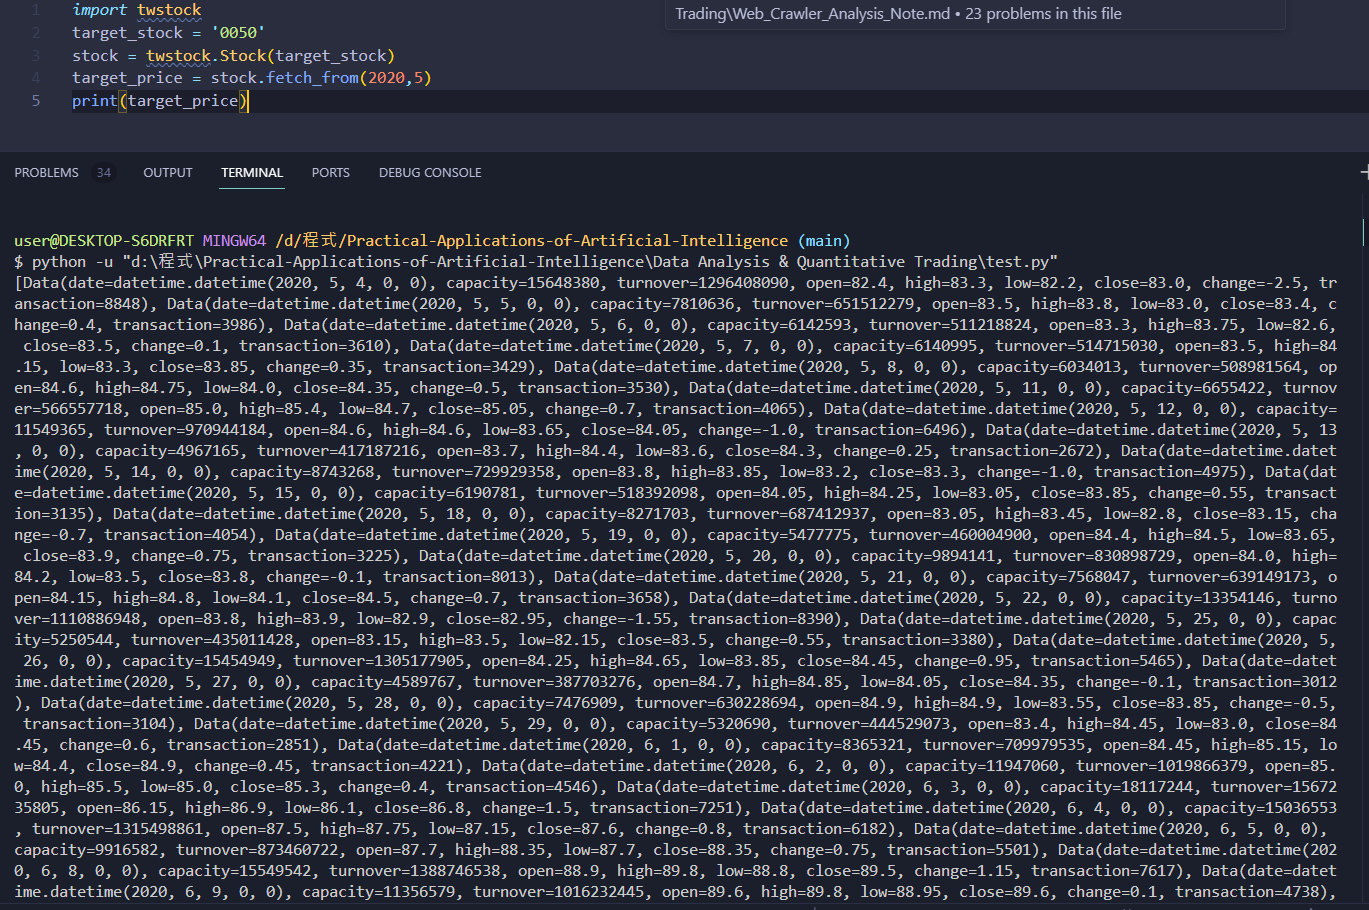 Trading\Web_Crawler_Analysis_Note.md • 23 problems in this file
1 import twstock
2 target_stock = '0050'
3 stock = twstock.Stock(target_stock)
4 target_price = stock.fetch_from(2020,5)
5 print(target_price)
PROBLEMS 34 OUTPUT TERMINAL PORTS DEBUG CONSOLE
user@DESKTOP-S6DRFRT MINGW64 /d/程式/Practical-Applications-of-Artificial-Intelligence (main)
$ python -u "d:\程式\Practical-Applications-of-Artificial-Intelligence\Data Analysis & Quantitative Trading\test.py"
[Data(date=datetime.datetime(2020, 5, 4, 0, 0), capacity=15648380, turnover=1296408090, open=82.4, high=83.3, low=82.2, close=83.0, change=-2.5, tr
ansaction=8848), Data(date=datetime.datetime(2020, 5, 5, 0, 0), capacity=7810636, turnover=651512279, open=83.5, high=83.8, low=83.0, close=83.4, c
hange=0.4, transaction=3986), Data(date=datetime.datetime(2020, 5, 6, 0, 0), capacity=6142593, turnover=511218824, open=83.3, high=83.75, low=82.6,
 close=83.5, change=0.1, transaction=3610), Data(date=datetime.datetime(2020, 5, 7, 0, 0), capacity=6140995, turnover=514715030, open=83.5, high=84
.15, low=83.3, close=83.85, change=0.35, transaction=3429), Data(date=datetime.datetime(2020, 5, 8, 0, 0), capacity=6034013, turnover=508981564, op
en=84.6, high=84.75, low=84.0, close=84.35, change=0.5, transaction=3530), Data(date=datetime.datetime(2020, 5, 11, 0, 0), capacity=6655422, turnov
er=566557718, open=85.0, high=85.4, low=84.7, close=85.05, change=0.7, transaction=4065), Data(date=datetime.datetime(2020, 5, 12, 0, 0), capacity=
11549365, turnover=970944184, open=84.6, high=84.6, low=83.65, close=84.05, change=-1.0, transaction=6496), Data(date=datetime.datetime(2020, 5, 13
, 0, 0), capacity=4967165, turnover=417187216, open=83.7, high=84.4, low=83.6, close=84.3, change=0.25, transaction=2672), Data(date=datetime.datet
ime(2020, 5, 14, 0, 0), capacity=8743268, turnover=729929358, open=83.8, high=83.85, low=83.2, close=83.3, change=-1.0, transaction=4975), Data(dat
e=datetime.datetime(2020, 5, 15, 0, 0), capacity=6190781, turnover=518392098, open=84.05, high=84.25, low=83.05, close=83.85, change=0.55, transact
ion=3135), Data(date=datetime.datetime(2020, 5, 18, 0, 0), capacity=8271703, turnover=687412937, open=83.05, high=83.45, low=82.8, close=83.15, cha
nge=-0.7, transaction=4054), Data(date=datetime.datetime(2020, 5, 19, 0, 0), capacity=5477775, turnover=460004900, open=84.4, high=84.5, low=83.65,
 close=83.9, change=0.75, transaction=3225), Data(date=datetime.datetime(2020, 5, 20, 0, 0), capacity=9894141, turnover=830898729, open=84.0, high=
84.2, low=83.5, close=83.8, change=-0.1, transaction=8013), Data(date=datetime.datetime(2020, 5, 21, 0, 0), capacity=7568047, turnover=639149173, o
pen=84.15, high=84.8, low=84.1, close=84.5, change=0.7, transaction=3658), Data(date=datetime.datetime(2020, 5, 22, 0, 0), capacity=13354146, turno
ver=1110886948, open=83.8, high=83.9, low=82.9, close=82.95, change=-1.55, transaction=8390), Data(date=datetime.datetime(2020, 5, 25, 0, 0), capac
ity=5250544, turnover=435011428, open=83.15, high=83.5, low=82.15, close=83.5, change=0.55, transaction=3380), Data(date=datetime.datetime(2020, 5,
 26, 0, 0), capacity=15454949, turnover=1305177905, open=84.25, high=84.65, low=83.85, close=84.45, change=0.95, transaction=5465), Data(date=datet
ime.datetime(2020, 5, 27, 0, 0), capacity=4589767, turnover=387703276, open=84.7, high=84.85, low=84.05, close=84.35, change=-0.1, transaction=3012
), Data(date=datetime.datetime(2020, 5, 28, 0, 0), capacity=7476909, turnover=630228694, open=84.9, high=84.9, low=83.55, close=83.85, change=-0.5,
 transaction=3104), Data(date=datetime.datetime(2020, 5, 29, 0, 0), capacity=5320690, turnover=444529073, open=83.4, high=84.45, low=83.0, close=84
.45, change=0.6, transaction=2851), Data(date=datetime.datetime(2020, 6, 1, 0, 0), capacity=8365321, turnover=709979535, open=84.45, high=85.15, lo
w=84.4, close=84.9, change=0.45, transaction=4221), Data(date=datetime.datetime(2020, 6, 2, 0, 0), capacity=11947060, turnover=1019866379, open=85.
0, high=85.5, low=85.0, close=85.3, change=0.4, transaction=4546), Data(date=datetime.datetime(2020, 6, 3, 0, 0), capacity=18117244, turnover=15672
35805, open=86.15, high=86.9, low=86.1, close=86.8, change=1.5, transaction=7251), Data(date=datetime.datetime(2020, 6, 4, 0, 0), capacity=15036553
, turnover=1315498861, open=87.5, high=87.75, low=87.15, close=87.6, change=0.8, transaction=6182), Data(date=datetime.datetime(2020, 6, 5, 0, 0),
capacity=9916582, turnover=873460722, open=87.7, high=88.35, low=87.7, close=88.35, change=0.75, transaction=5501), Data(date=datetime.datetime(202
0, 6, 8, 0, 0), capacity=15549542, turnover=1388746538, open=88.9, high=89.8, low=88.8, close=89.5, change=1.15, transaction=7617), Data(date=datet
ime.datetime(2020, 6, 9, 0, 0), capacity=11356579, turnover=1016232445, open=89.6, high=89.8, low=88.95, close=89.6, change=0.1, transaction=4738),